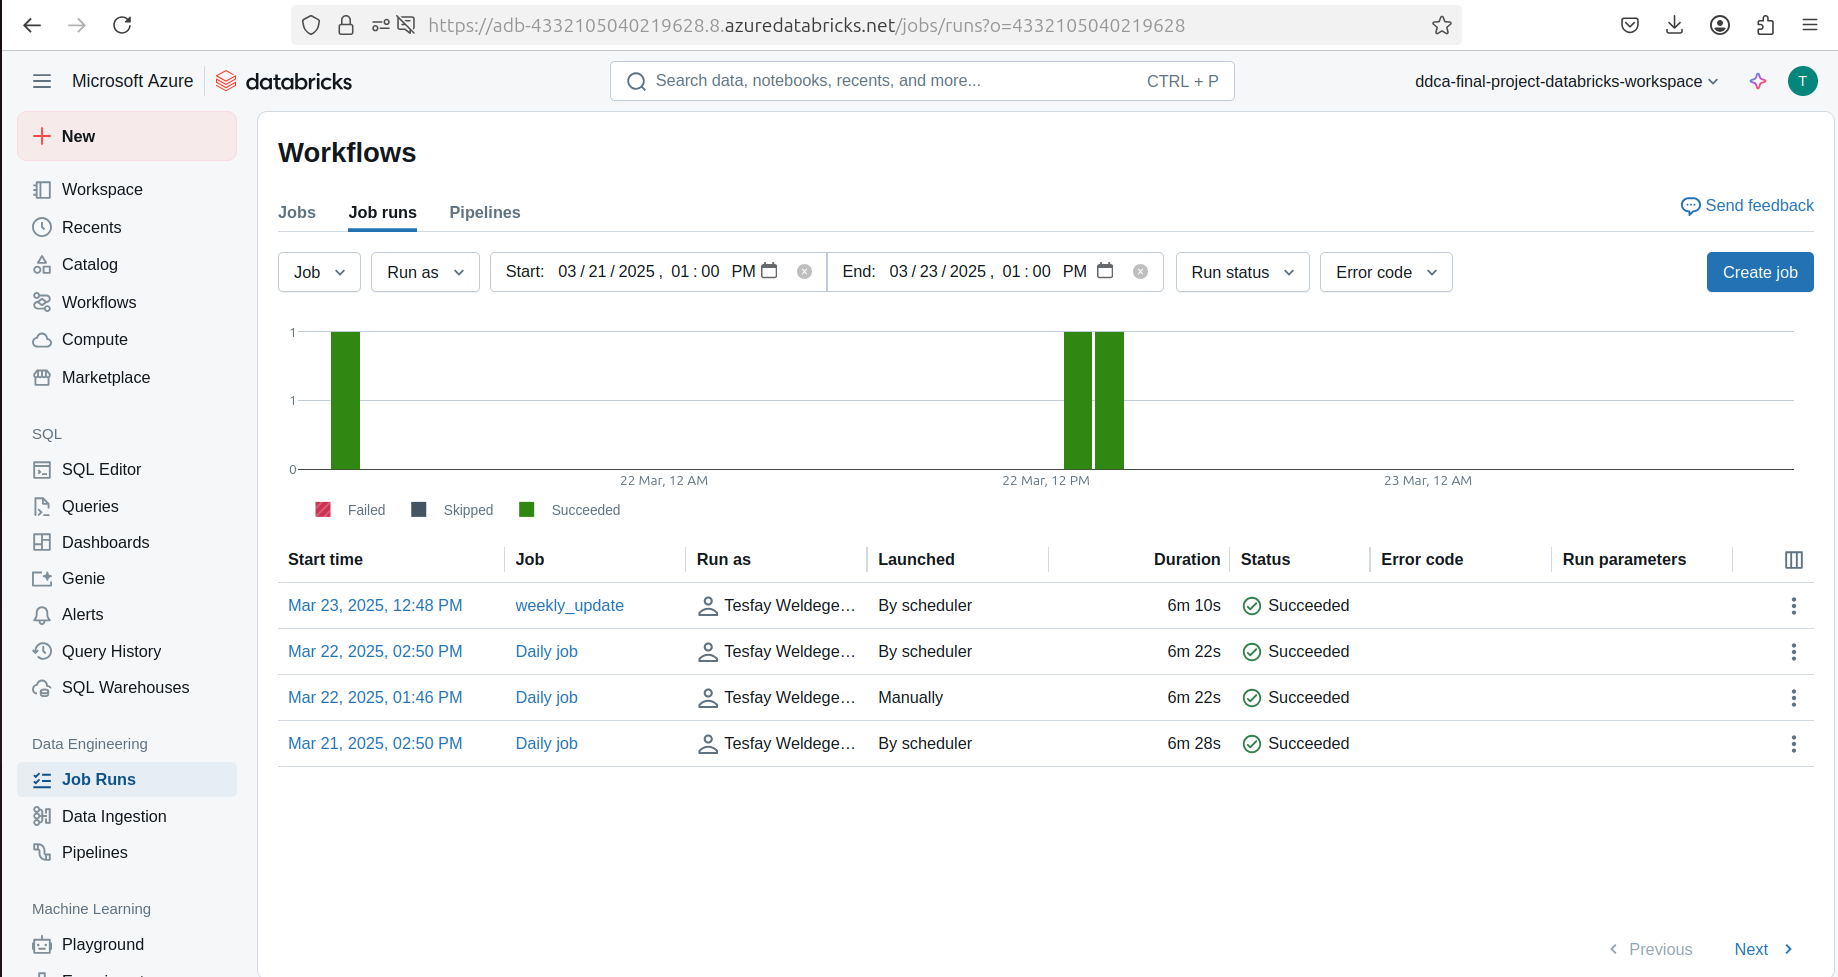 https://adb-4332105040219628.8.azuredatabricks.net/jobs/runs?o=4332105040219628
Microsoft Azure databricks
Search data, notebooks, recents, and more... CTRL + P
ddca-final-project-databricks-workspace
T
New
Workspace
Recents
Catalog
Workflows
Compute
Marketplace
SQL
SQL Editor
Queries
Dashboards
Genie
Alerts
Query History
SQL Warehouses
Data Engineering
Job Runs
Data Ingestion
Pipelines
Machine Learning
Playground
Workflows
Jobs Job runs Pipelines
Send feedback
Job Run as Start: 03 / 21 / 2025 , 01 : 00 PM End: 03 / 23 / 2025 , 01 : 00 PM Run status Error code Create job
1
1
0
22 Mar, 12 AM 22 Mar, 12 PM 23 Mar, 12 AM
Failed Skipped Succeeded
Start time Job Run as Launched Duration Status Error code Run parameters
Mar 23, 2025, 12:48 PM weekly_update Tesfay Weldege... By scheduler 6m 10s Succeeded
Mar 22, 2025, 02:50 PM Daily job Tesfay Weldege... By scheduler 6m 22s Succeeded
Mar 22, 2025, 01:46 PM Daily job Tesfay Weldege... Manually 6m 22s Succeeded
Mar 21, 2025, 02:50 PM Daily job Tesfay Weldege... By scheduler 6m 28s Succeeded
Previous Next